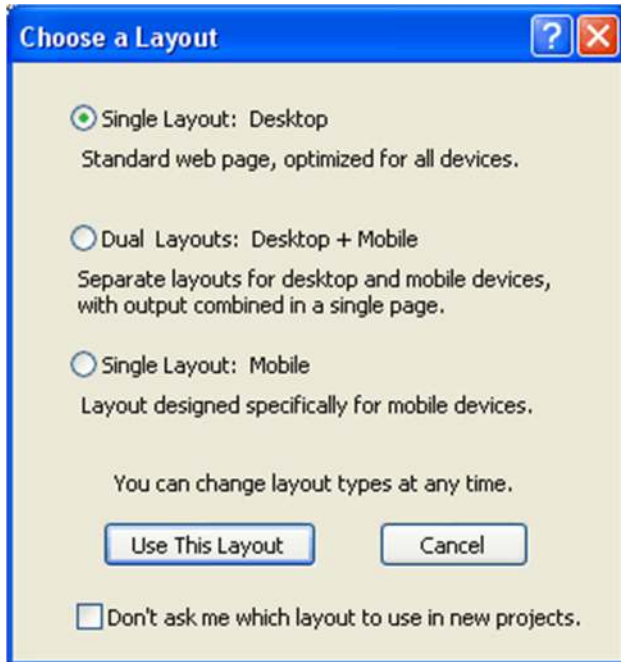 Choose a Layout
Single Layout: Desktop
Standard web page, optimized for all devices.
Dual Layouts: Desktop + Mobile
Separate layouts for desktop and mobile devices,
with output combined in a single page.
Single Layout: Mobile
Layout designed specifically for mobile devices.
You can change layout types at any time.
Use This Layout
Cancel
Don't ask me which layout to use in new projects.